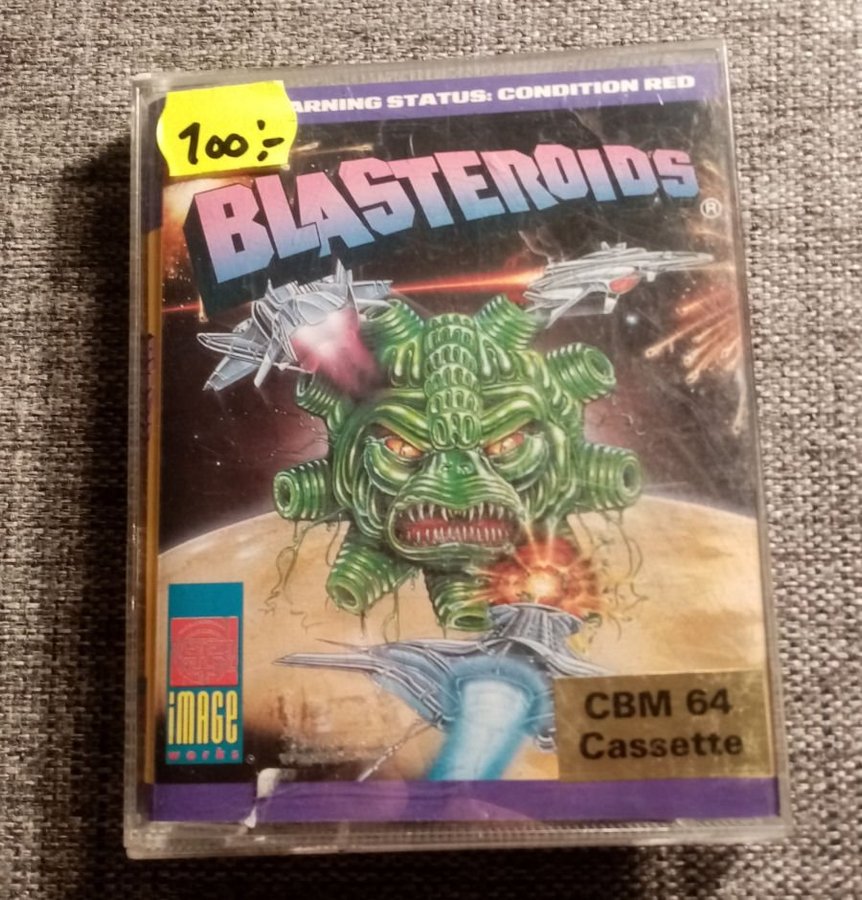 100:-
ARNING STATUS: CONDITION RED
BLASTEROIDS
®
iMAGE
works
CBM 64
Cassette